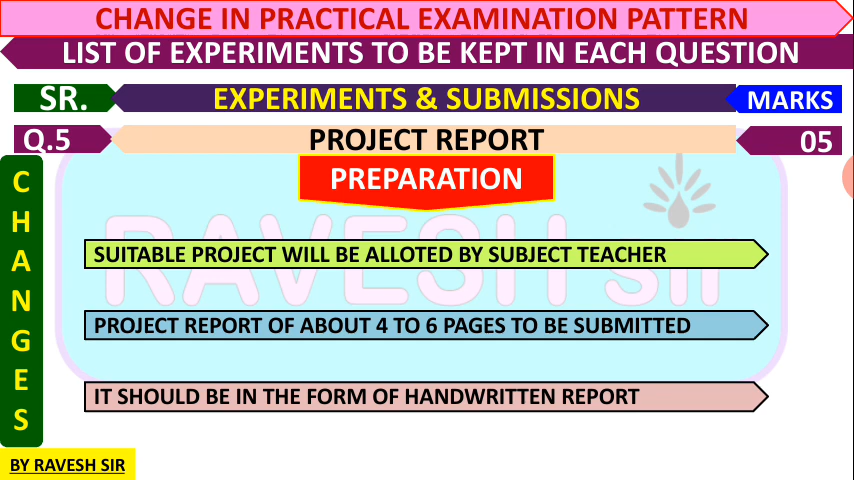 CHANGE IN PRACTICAL EXAMINATION PATTERN
LIST OF EXPERIMENTS TO BE KEPT IN EACH QUESTION
SR. EXPERIMENTS & SUBMISSIONS MARKS
Q.5 PROJECT REPORT 05
PREPARATION
CHANGES
RAVESH SIR
SUITABLE PROJECT WILL BE ALLOTED BY SUBJECT TEACHER
PROJECT REPORT OF ABOUT 4 TO 6 PAGES TO BE SUBMITTED
IT SHOULD BE IN THE FORM OF HANDWRITTEN REPORT
BY RAVESH SIR